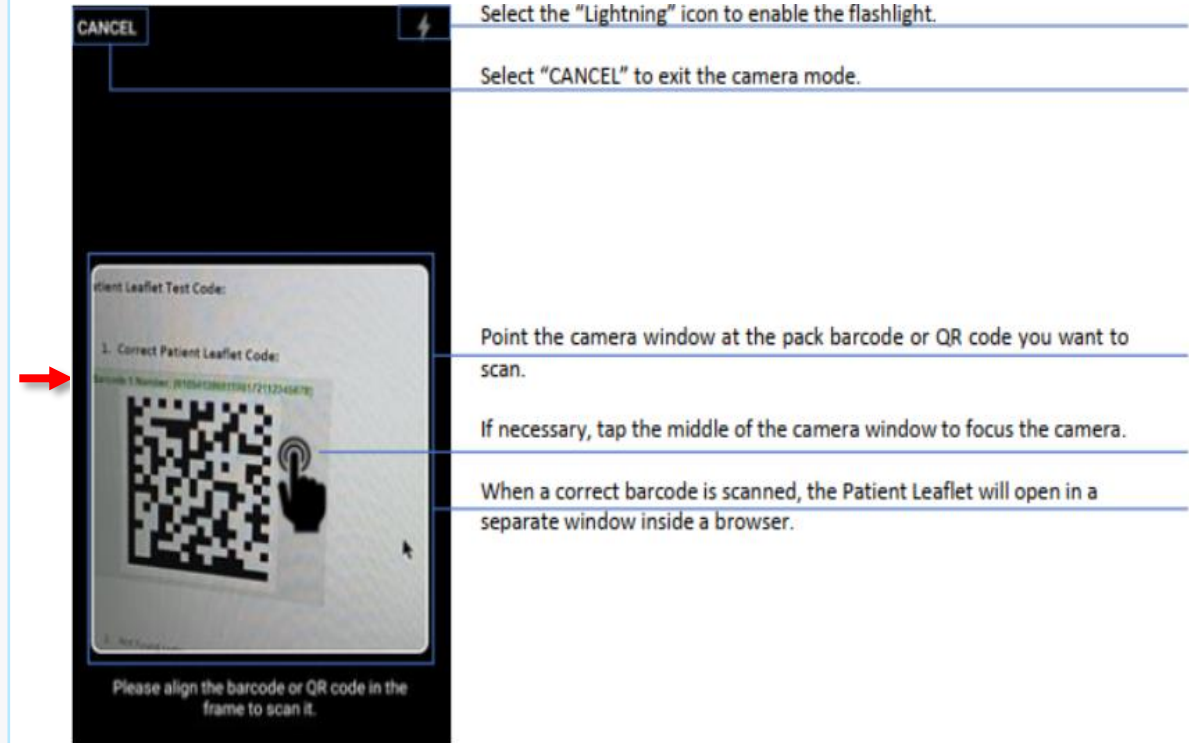 CANCEL
Select the “Lightning” icon to enable the flashlight.
Select “CANCEL” to exit the camera mode.
tient Leaflet Test Code:
1. Correct Patient Leaflet Code:
Barcode 1 Number:
Point the camera window at the pack barcode or QR code you want to
scan.
If necessary, tap the middle of the camera window to focus the camera.
When a correct barcode is scanned, the Patient Leaflet will open in a
separate window inside a browser.
Please align the barcode or QR code in the
frame to scan it.